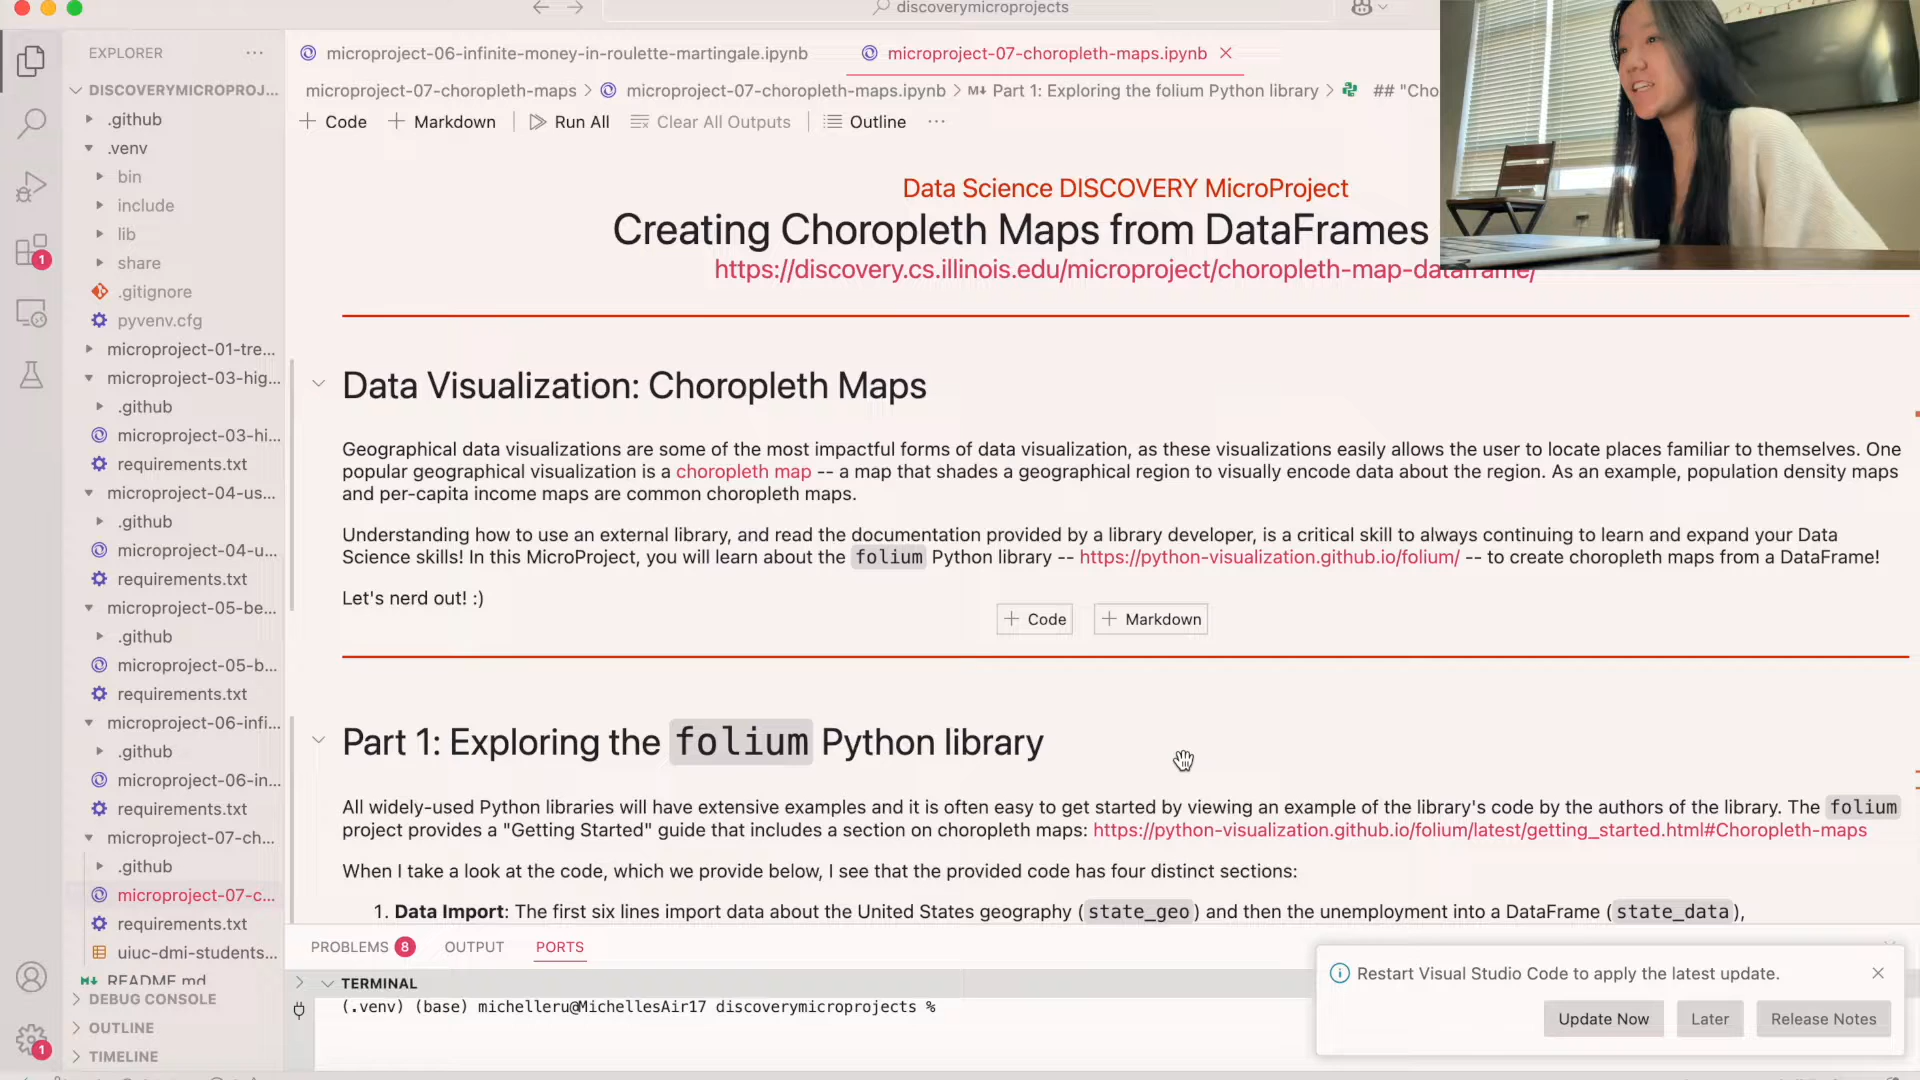 discoverymicroprojects
EXPLORER
DISCOVERYMICROPROJ...
.github
.venv
bin
include
lib
share
.gitignore
pyvenv.cfg
microproject-01-tre...
microproject-03-hig...
.github
microproject-03-hi...
requirements.txt
microproject-04-us...
.github
microproject-04-u...
requirements.txt
microproject-05-be...
.github
microproject-05-b...
requirements.txt
microproject-06-infi...
.github
microproject-06-in...
requirements.txt
microproject-07-ch...
.github
microproject-07-c...
requirements.txt
uiuc-dmi-students...
README.md
DEBUG CONSOLE
OUTLINE
TIMELINE
1
1
microproject-06-infinite-money-in-roulette-martingale.ipynb
microproject-07-choropleth-maps.ipynb
microproject-07-choropleth-maps > microproject-07-choropleth-maps.ipynb > M↓ Part 1: Exploring the folium Python library > ## "Cho
+ Code + Markdown Run All Clear All Outputs Outline ...
Data Science DISCOVERY MicroProject
Creating Choropleth Maps from DataFrames
https://discovery.cs.illinois.edu/microproject/choropleth-map-dataframe/
Data Visualization: Choropleth Maps
Geographical data visualizations are some of the most impactful forms of data visualization, as these visualizations easily allows the user to locate places familiar to themselves. One
popular geographical visualization is a choropleth map -- a map that shades a geographical region to visually encode data about the region. As an example, population density maps
and per-capita income maps are common choropleth maps.
Understanding how to use an external library, and read the documentation provided by a library developer, is a critical skill to always continuing to learn and expand your Data
Science skills! In this MicroProject, you will learn about the folium Python library -- https://python-visualization.github.io/folium/ -- to create choropleth maps from a DataFrame!
Let's nerd out! :)
+ Code + Markdown
Part 1: Exploring the folium Python library
All widely-used Python libraries will have extensive examples and it is often easy to get started by viewing an example of the library's code by the authors of the library. The folium
project provides a "Getting Started" guide that includes a section on choropleth maps: https://python-visualization.github.io/folium/latest/getting_started.html#Choropleth-maps
When I take a look at the code, which we provide below, I see that the provided code has four distinct sections:
1. Data Import: The first six lines import data about the United States geography (state_geo) and then the unemployment into a DataFrame (state_data),
PROBLEMS 8 OUTPUT PORTS
TERMINAL
(.venv) (base) michelleru@MichellesAir17 discoverymicroprojects %
Restart Visual Studio Code to apply the latest update.
Update Now Later Release Notes